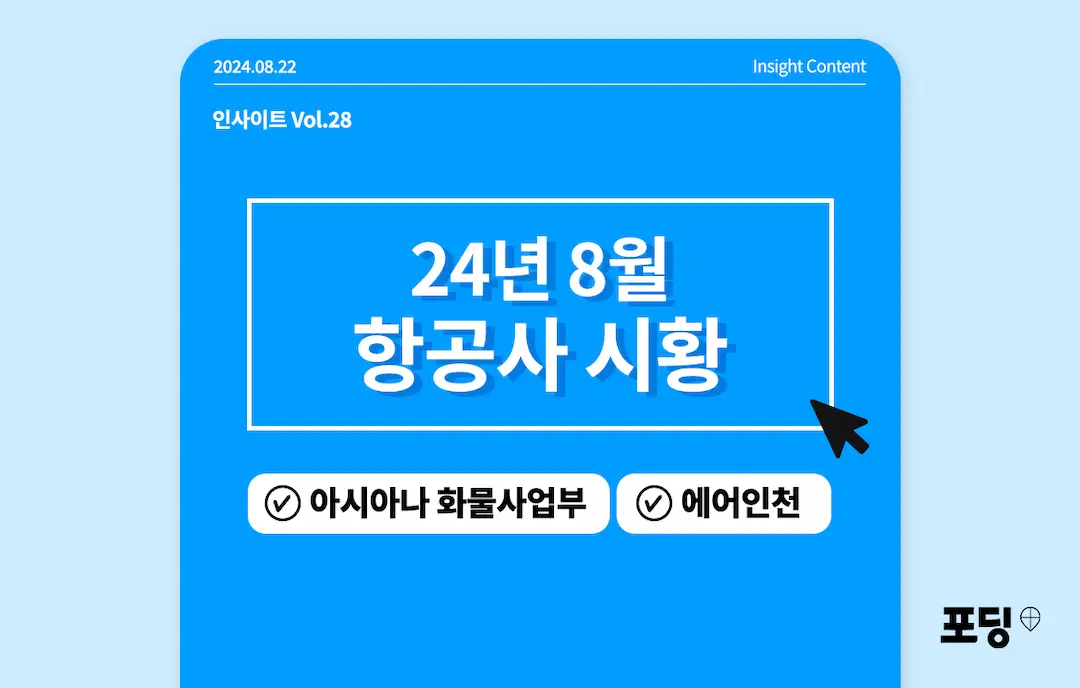 2024.08.22
Insight Content
인사이트 Vol.28
24년 8월
항공사 시황
아시아나 화물사업부
에어인천
포딩